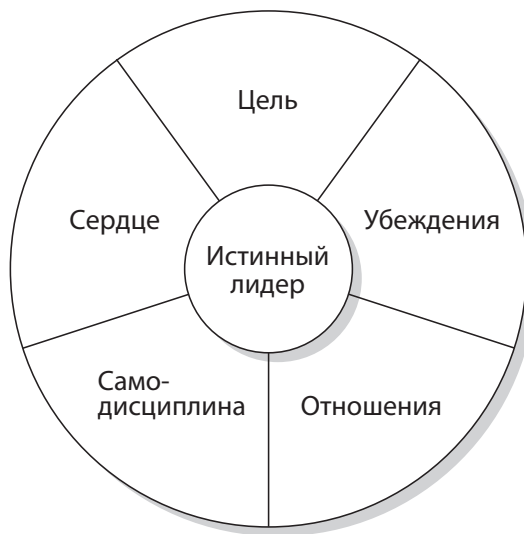 Цель
Сердце
Убеждения
Истинный
лидер
Само-
дисциплина
Отношения